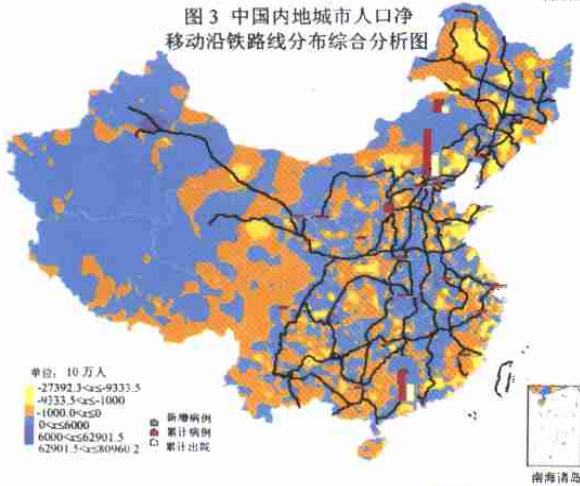 图 3 中国内地城市人口净
移动沿铁路线分布综合分析图
单位: 10 万人
-27392.3<x≤-9333.5
-9333.5<x≤-1000
-1000.0<x≤0
0<x≤6000
6000<x≤62901.5
62901.5<x≤80960.2
新增病例
累计病例
累计出院
南海诸岛